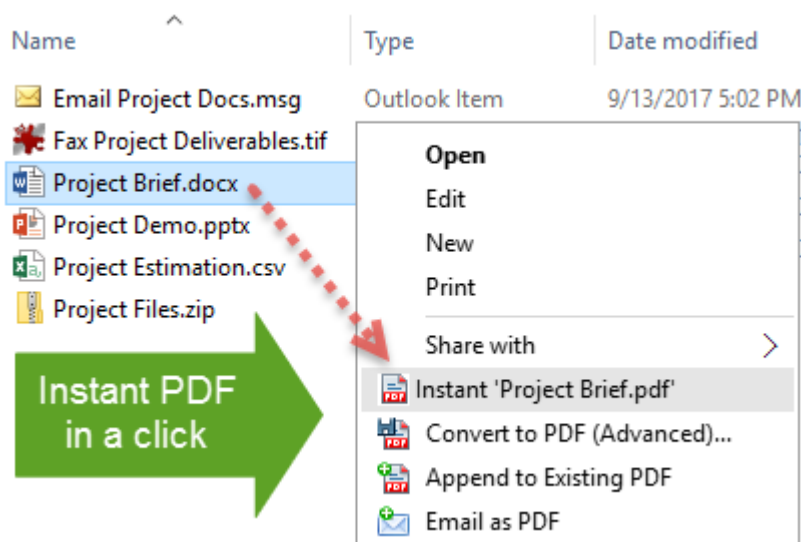 Name Type Date modified
Email Project Docs.msg Outlook Item 9/13/2017 5:02 PM
Fax Project Deliverables.tif
Project Brief.docx
Project Demo.pptx
Project Estimation.csv
Project Files.zip
Open
Edit
New
Print
Share with
Instant 'Project Brief.pdf'
Convert to PDF (Advanced)...
Append to Existing PDF
Email as PDF
Instant PDF
in a click